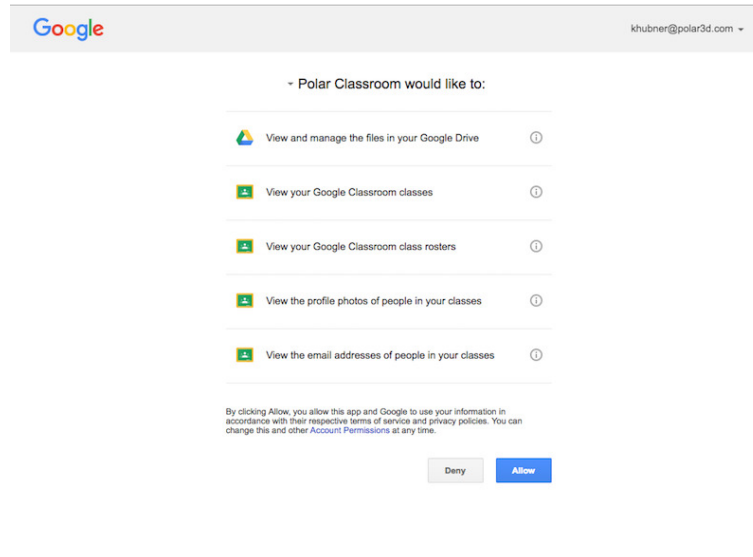 Google
khubner@polar3d.com
Polar Classroom would like to:
View and manage the files in your Google Drive
View your Google Classroom classes
View your Google Classroom class rosters
View the profile photos of people in your classes
View the email addresses of people in your classes
By clicking Allow, you allow this app and Google to use your information in
accordance with their respective terms of service and privacy policies. You can
change this and other Account Permissions at any time.
Deny
Allow